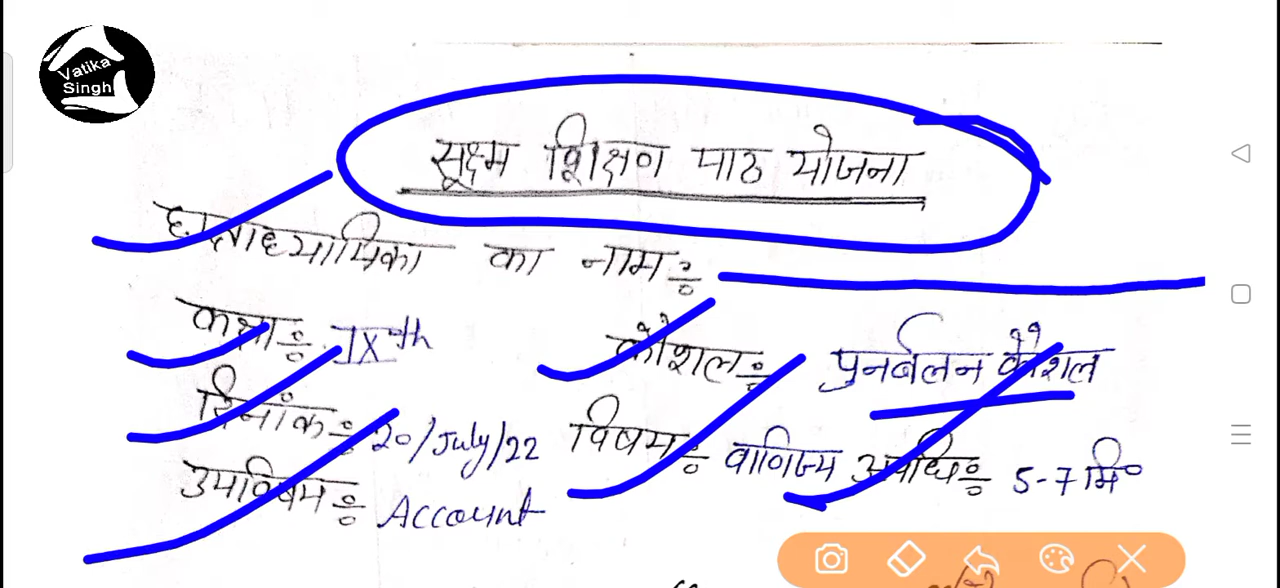 Vatika
Singh
सूक्ष्म शिक्षण पाठ योजना
छात्राध्यापिका का नाम ÷
कक्षा ÷ IXth कौशल ÷ पुनर्बलन कौशल
दिनांक ÷ 20/July/22 विषय ÷ वाणिज्य अवधि ÷ 5-7 मि०
उपविषय ÷ Account